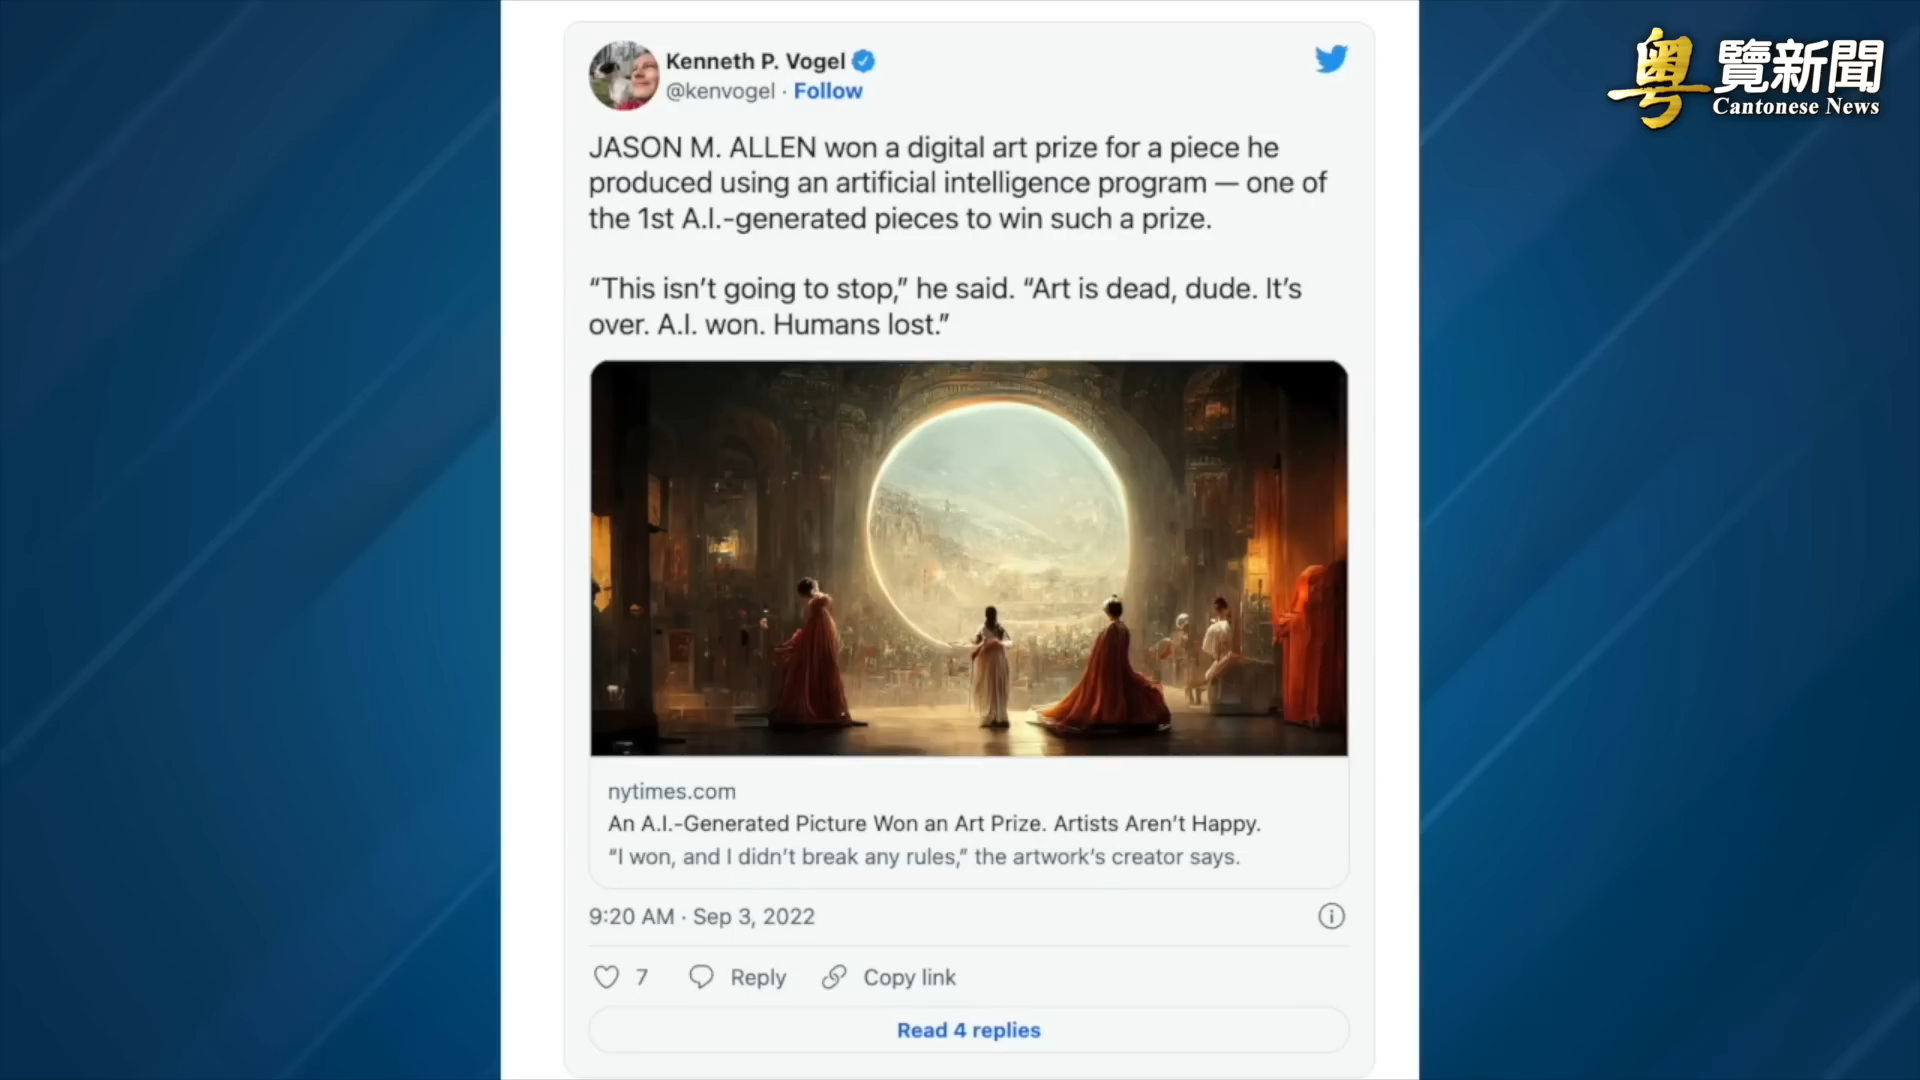 Kenneth P. Vogel
@kenvogel · Follow
JASON M. ALLEN won a digital art prize for a piece he
produced using an artificial intelligence program — one of
the 1st A.I.-generated pieces to win such a prize.
“This isn’t going to stop,” he said. “Art is dead, dude. It’s
over. A.I. won. Humans lost.”
nytimes.com
An A.I.-Generated Picture Won an Art Prize. Artists Aren’t Happy.
“I won, and I didn’t break any rules,” the artwork’s creator says.
9:20 AM · Sep 3, 2022
7 Reply Copy link
Read 4 replies
粵覽新聞
Cantonese News